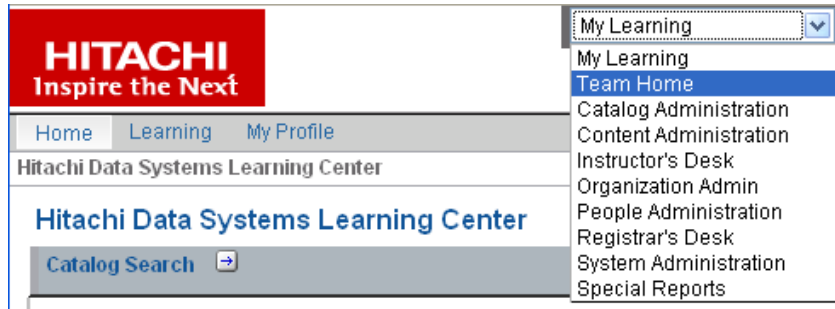 HITACHI
Inspire the Next
My Learning
My Learning
Team Home
Catalog Administration
Content Administration
Instructor's Desk
Organization Admin
People Administration
Registrar's Desk
System Administration
Special Reports
Home Learning My Profile
Hitachi Data Systems Learning Center
Hitachi Data Systems Learning Center
Catalog Search